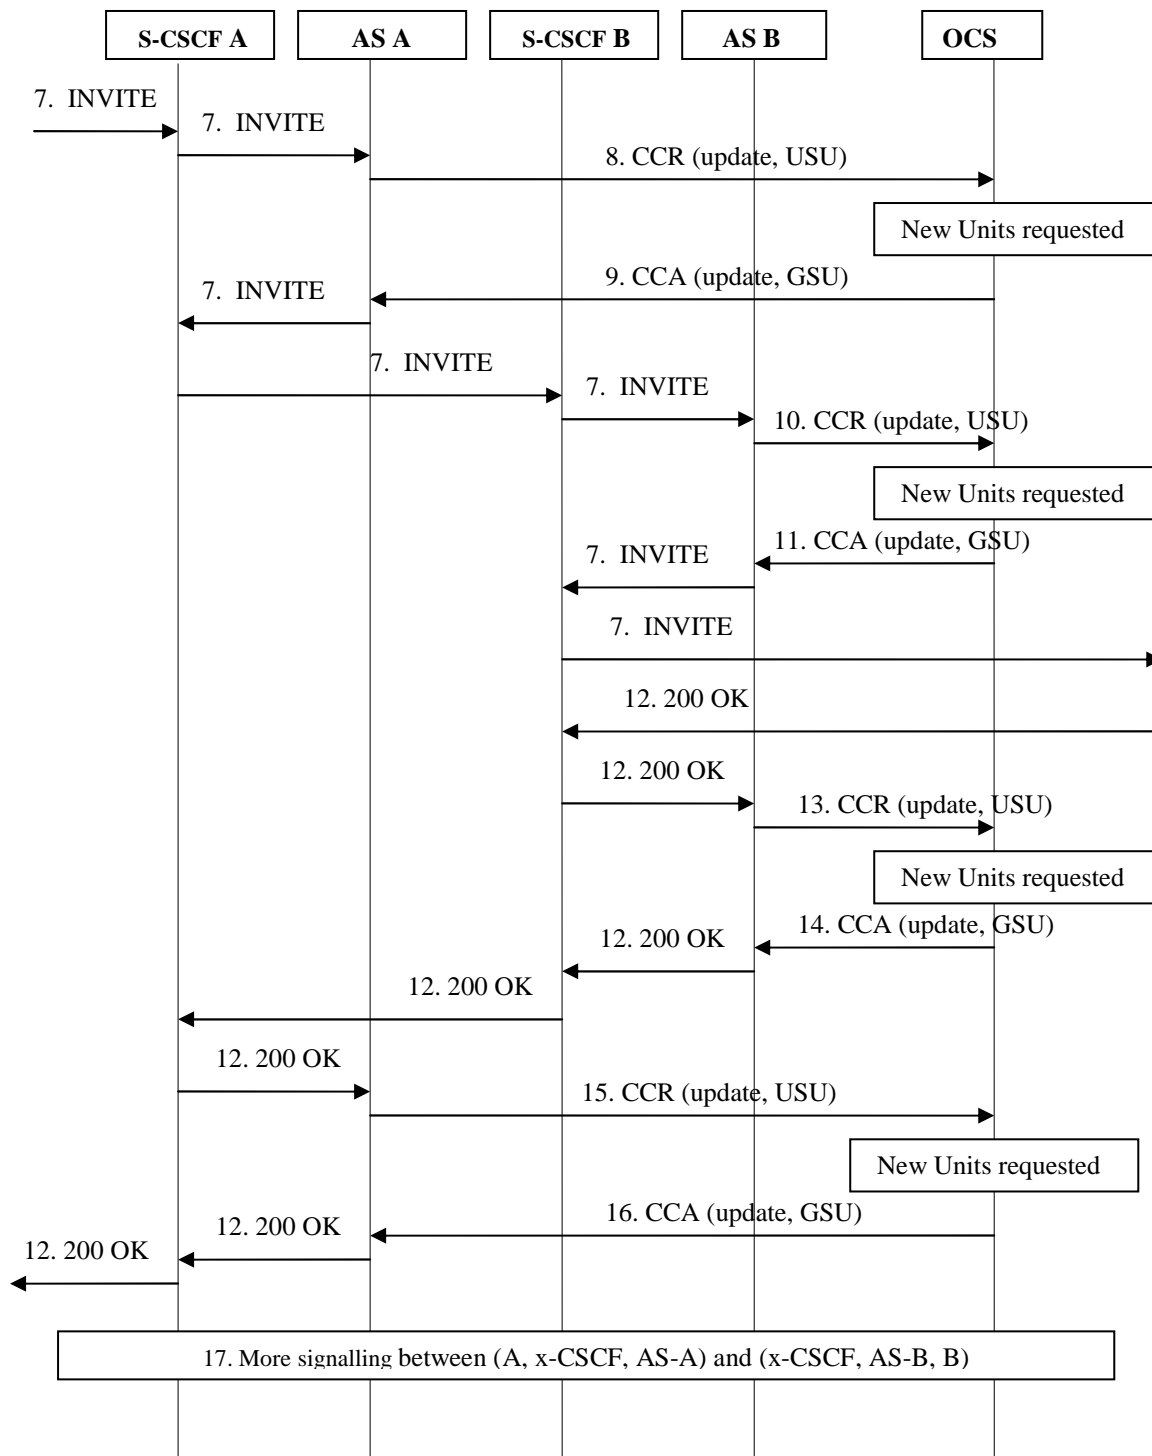 S-CSCF A
AS A
S-CSCF B
AS B
OCS
7. INVITE
7. INVITE
8. CCR (update, USU)
New Units requested
9. CCA (update, GSU)
7. INVITE
7. INVITE
7. INVITE
10. CCR (update, USU)
New Units requested
11. CCA (update, GSU)
7. INVITE
7. INVITE
12. 200 OK
12. 200 OK
13. CCR (update, USU)
New Units requested
14. CCA (update, GSU)
12. 200 OK
12. 200 OK
12. 200 OK
15. CCR (update, USU)
New Units requested
16. CCA (update, GSU)
12. 200 OK
12. 200 OK
17. More signalling between (A, x-CSCF, AS-A) and (x-CSCF, AS-B, B)